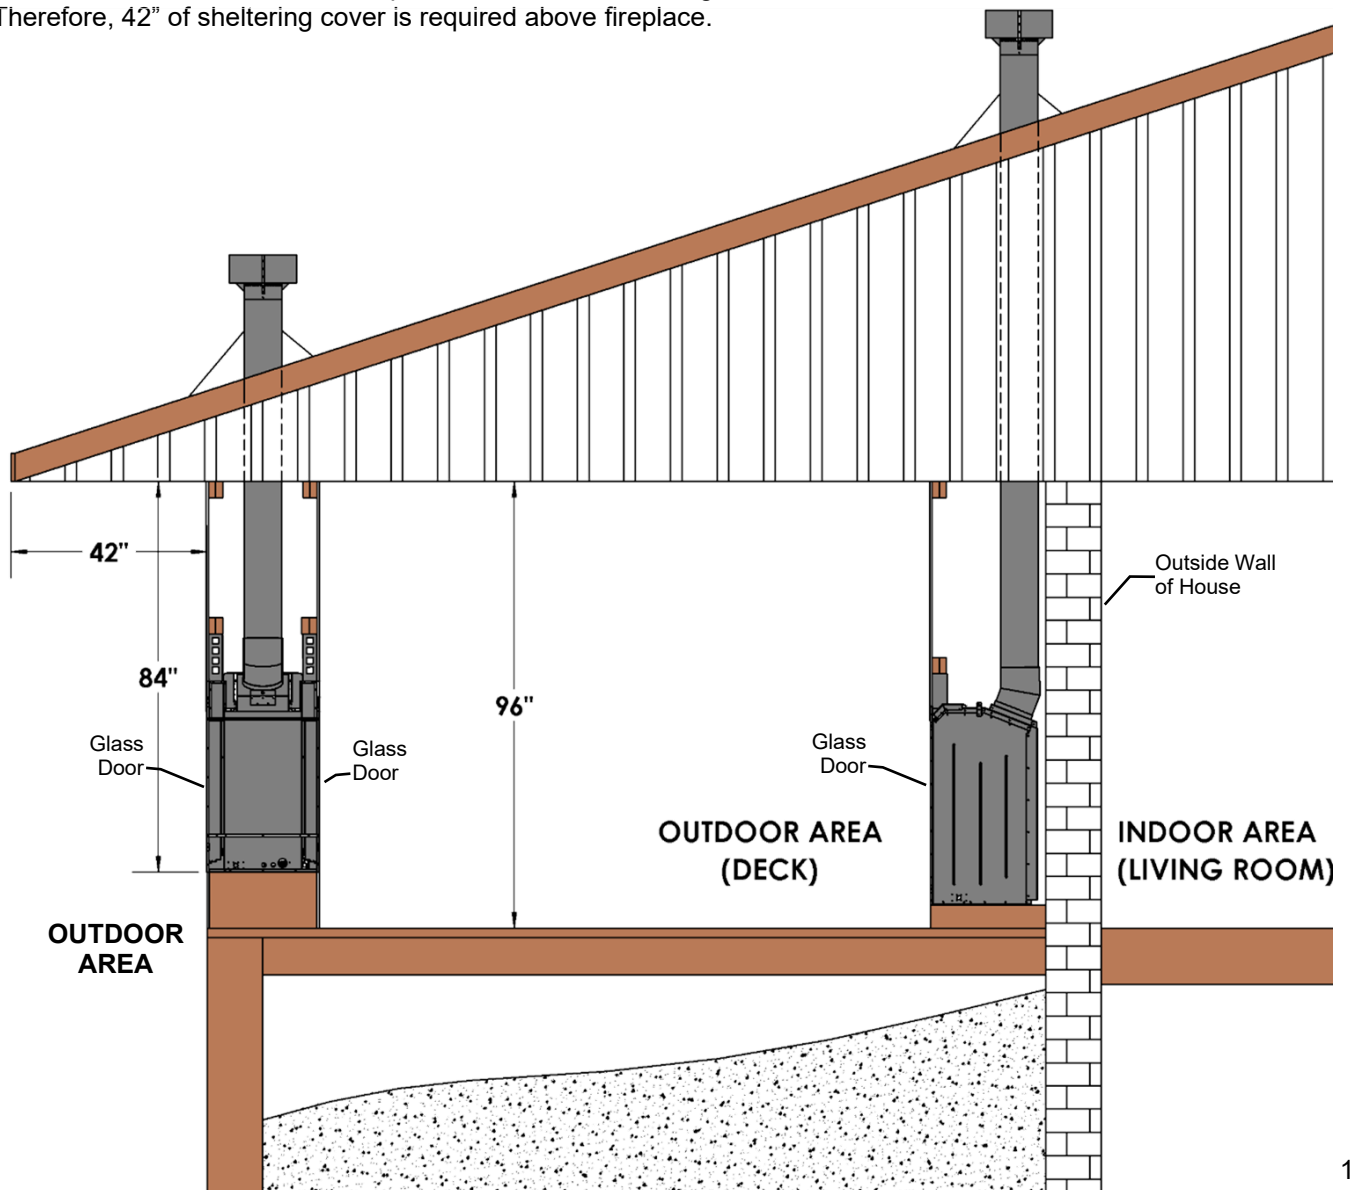 Therefore, 42” of sheltering cover is required above fireplace.
42"
84"
96"
Outside Wall
of House
Glass
Door
Glass
Door
Glass
Door
OUTDOOR AREA
(DECK)
INDOOR AREA
(LIVING ROOM)
OUTDOOR
AREA
1